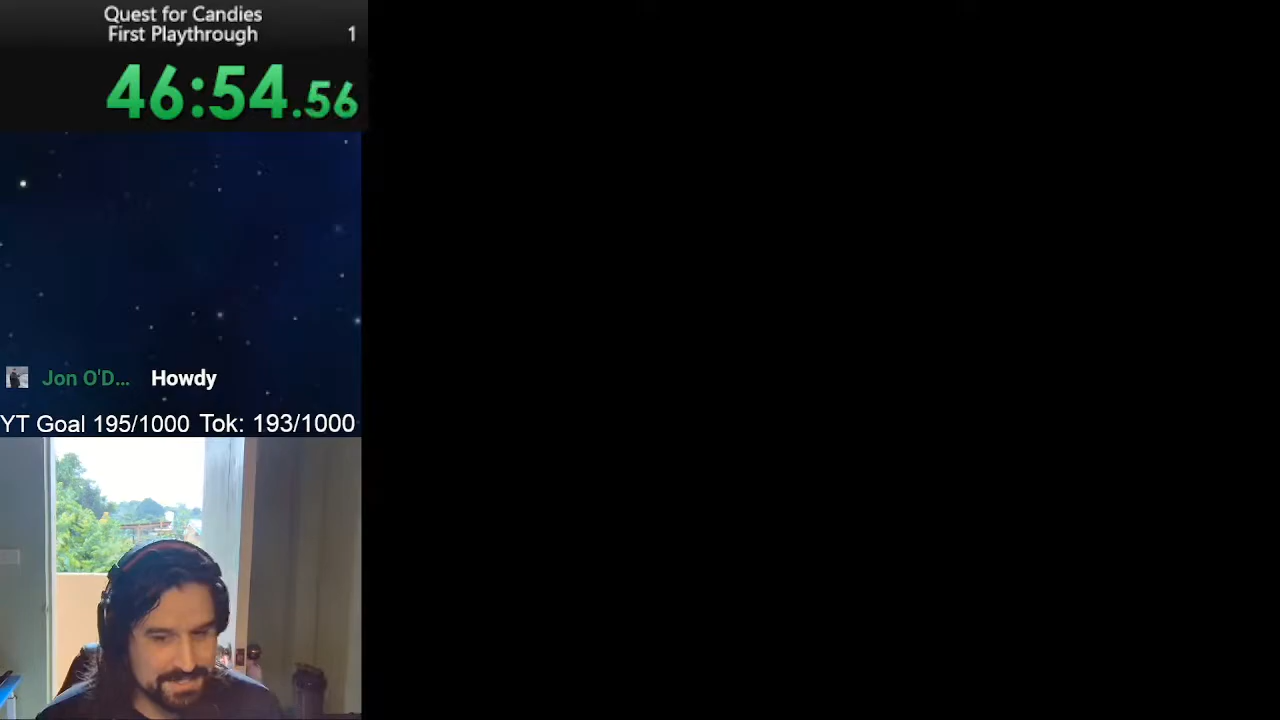 Quest for Candies
First Playthrough 1
46:54.56
Jon O'D... Howdy
YT Goal 195/1000 Tok: 193/1000